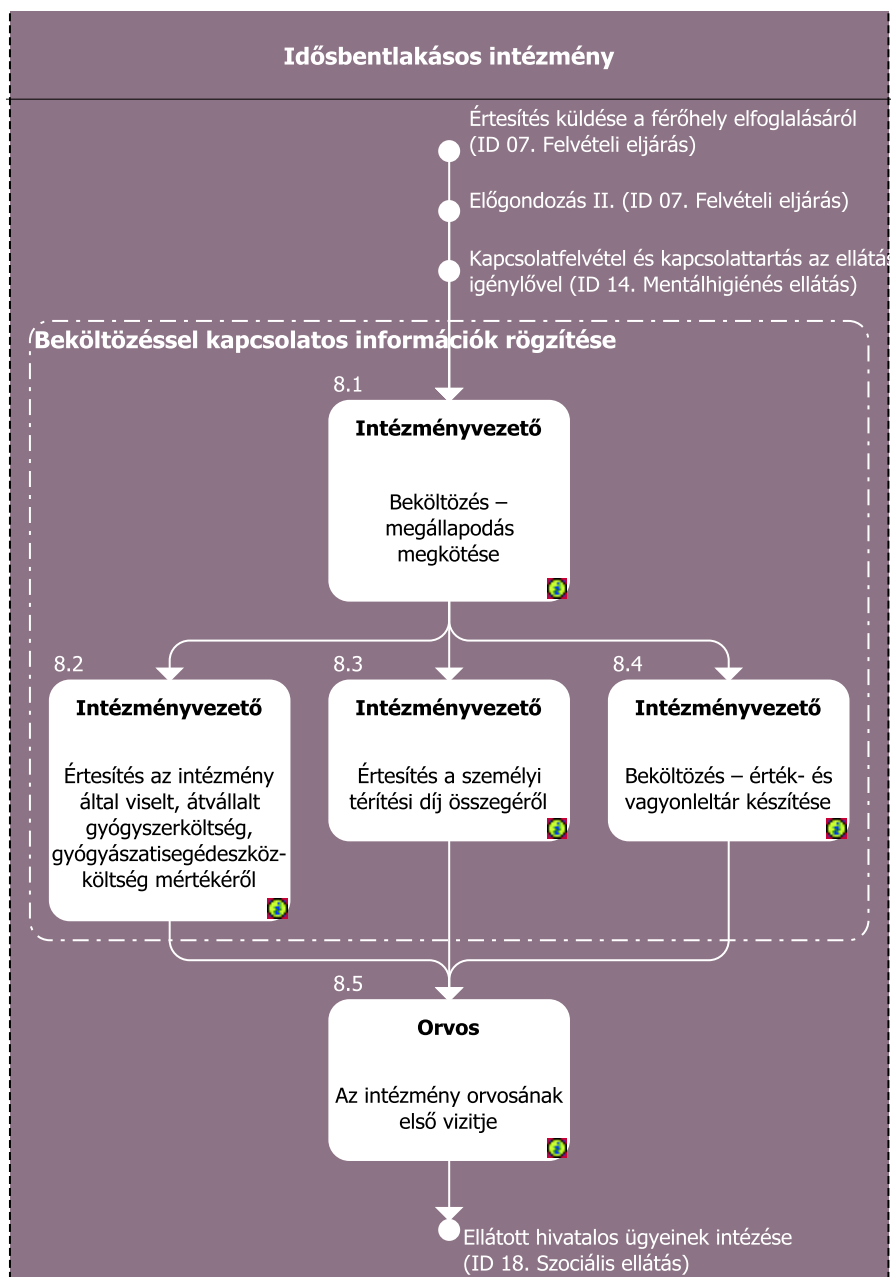 Idősbentlakásos intézmény
Értesítés küldése a férőhely elfoglalásáról
(ID 07. Felvételi eljárás)
Előgondozás II. (ID 07. Felvételi eljárás)
Kapcsolatfelvétel és kapcsolattartás az ellátás
igénylővel (ID 14. Mentálhigiénés ellátás)
Beköltözéssel kapcsolatos információk rögzítése
8.1
Intézményvezető
Beköltözés –
megállapodás
megkötése
8.2
Intézményvezető
Értesítés az intézmény
által viselt, átvállalt
gyógyszerköltség,
gyógyászatisegédeszköz-
költség mértékéről
8.3
Intézményvezető
Értesítés a személyi
térítési díj összegéről
8.4
Intézményvezető
Beköltözés – érték- és
vagyonleltár készítése
8.5
Orvos
Az intézmény orvosának
első vizitje
Ellátott hivatalos ügyeinek intézése
(ID 18. Szociális ellátás)